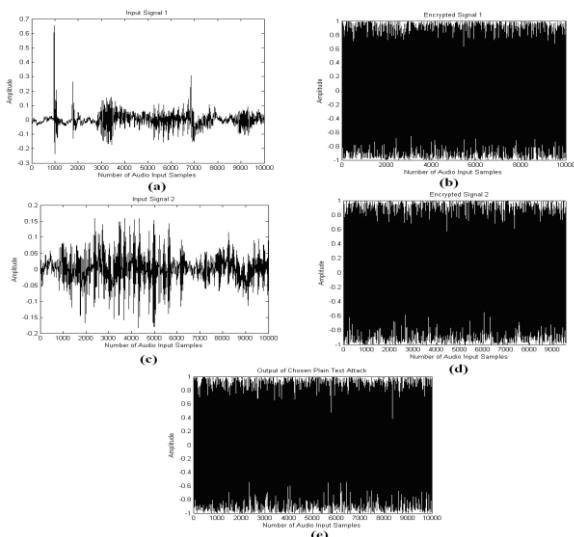 Input Signal 1
0.7
0.6
0.5
0.4
0.3
0.2
0.1
0
-0.1
-0.2
-0.3
Amplitude
0 1000 2000 3000 4000 5000 6000 7000 8000 9000 10000
Number of Audio Input Samples
(a)
Encrypted Signal 1
1
0.8
0.6
0.4
0.2
0
-0.2
-0.4
-0.6
-0.8
-1
Amplitude
0 2000 4000 6000 8000 10000
Number of Audio Input Samples
(b)
Input Signal 2
0.2
0.15
0.1
0.05
0
-0.05
-0.1
-0.15
-0.2
Amplitude
0 1000 2000 3000 4000 5000 6000 7000 8000 9000 10000
Number of Audio Input Samples
(c)
Encrypted Signal 2
1
0.8
0.6
0.4
0.2
0
-0.2
-0.4
-0.6
-0.8
-1
Amplitude
0 1000 2000 3000 4000 5000 6000 7000 8000 9000
Number of Audio Input Samples
(d)
Output of Chosen Plain Text Attack
1
0.8
0.6
0.4
0.2
0
-0.2
-0.4
-0.6
-0.8
-1
Amplitude
0 1000 2000 3000 4000 5000 6000 7000 8000 9000 10000
Number of Audio Input Samples
(e)